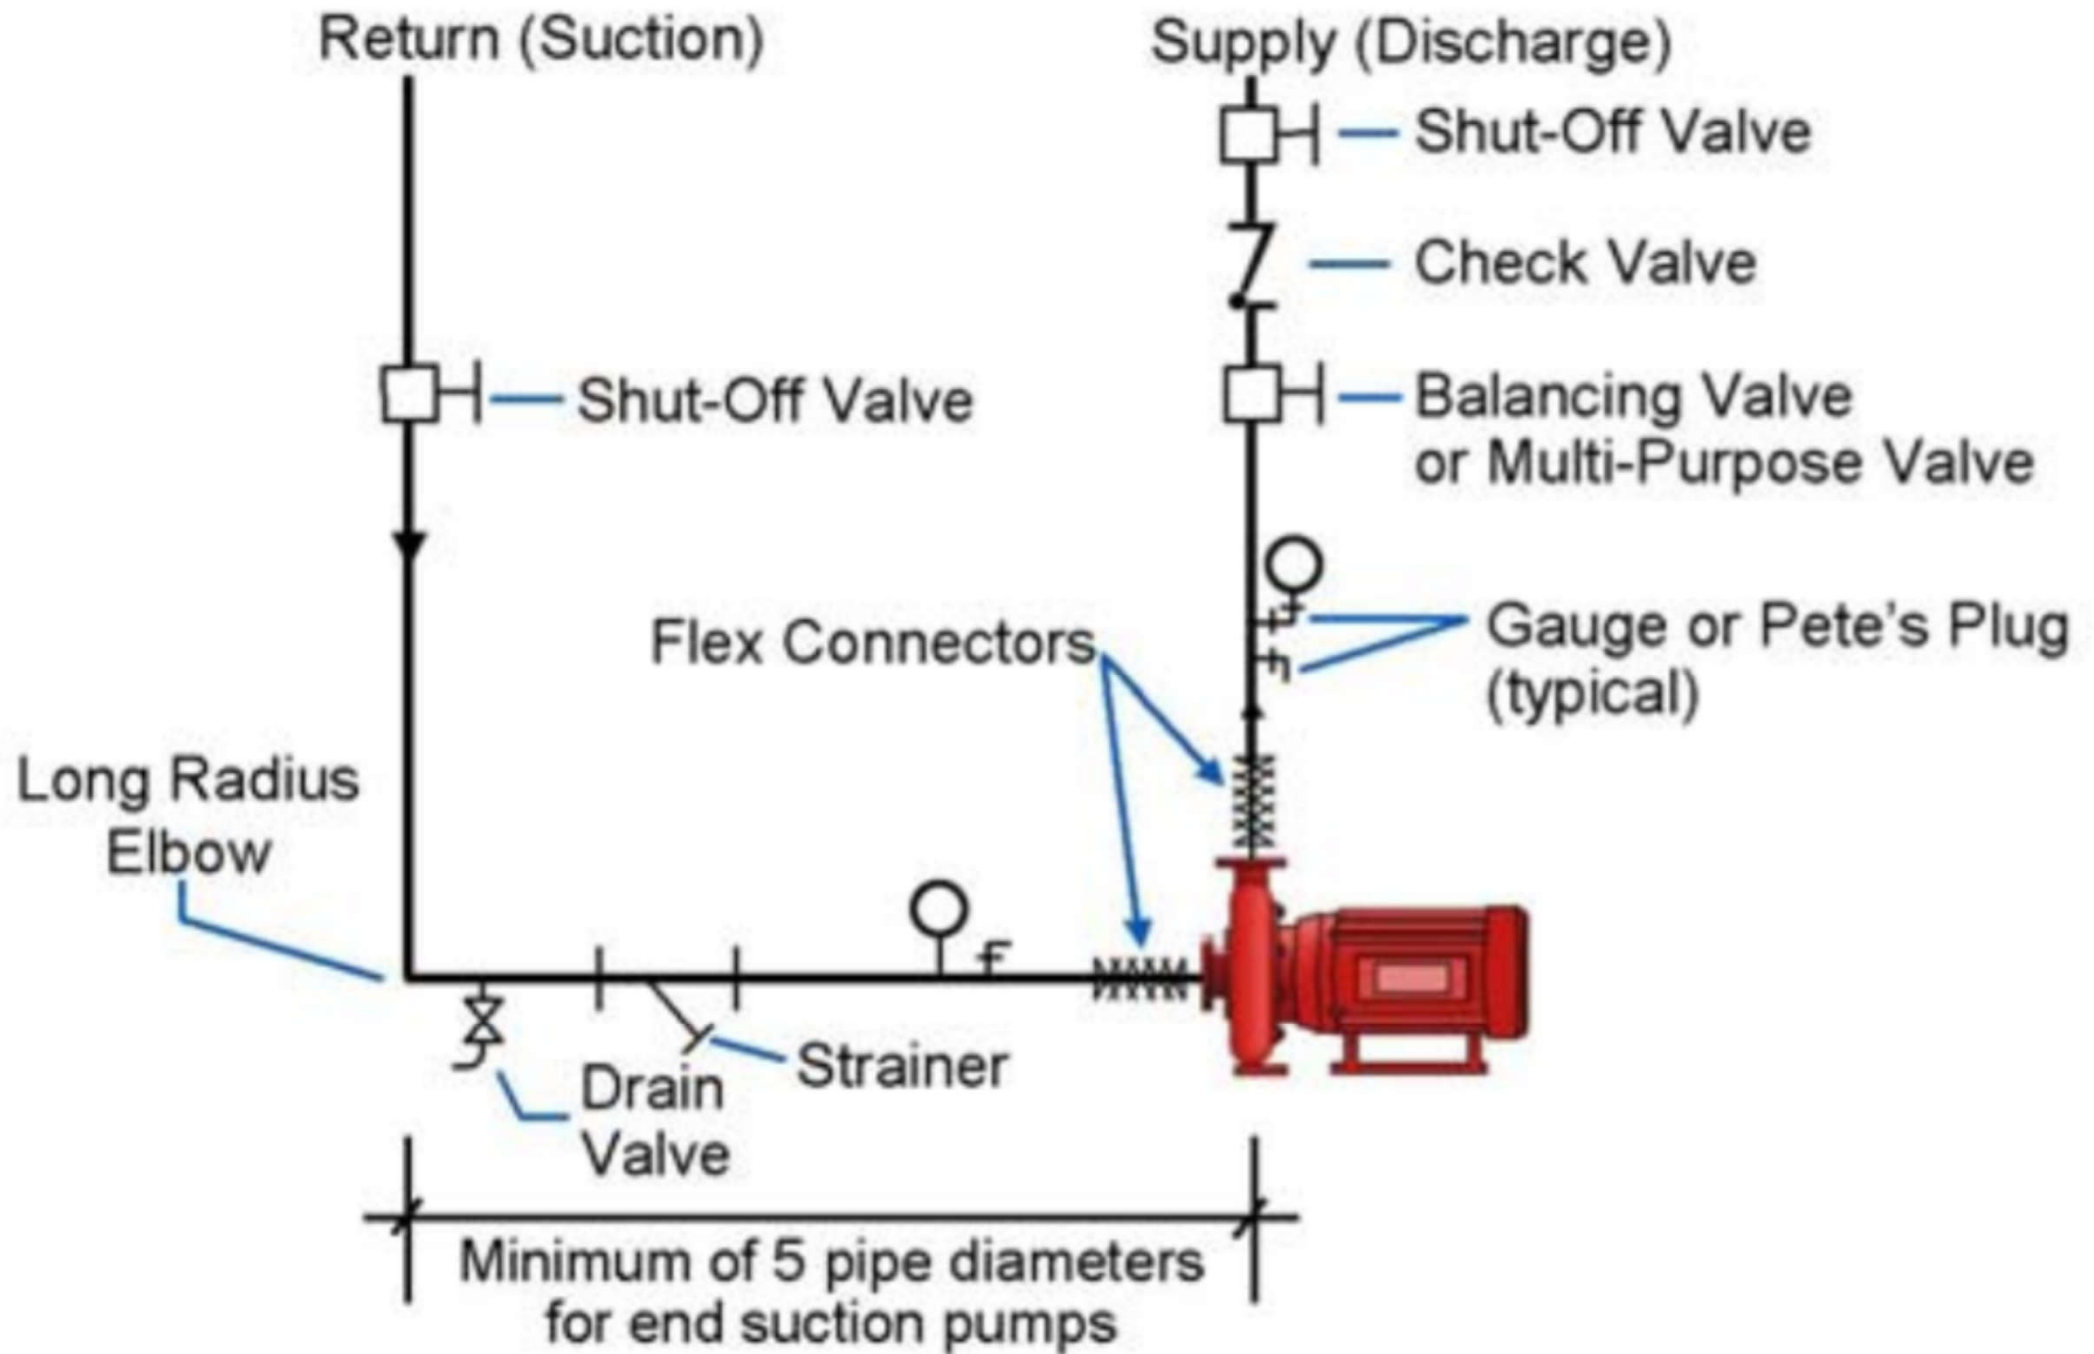 Return (Suction)
Supply (Discharge)
Shut-Off Valve
Check Valve
Shut-Off Valve
Balancing Valve
or Multi-Purpose Valve
Flex Connectors
Gauge or Pete's Plug
(typical)
Long Radius
Elbow
Strainer
Drain
Valve
Minimum of 5 pipe diameters
for end suction pumps